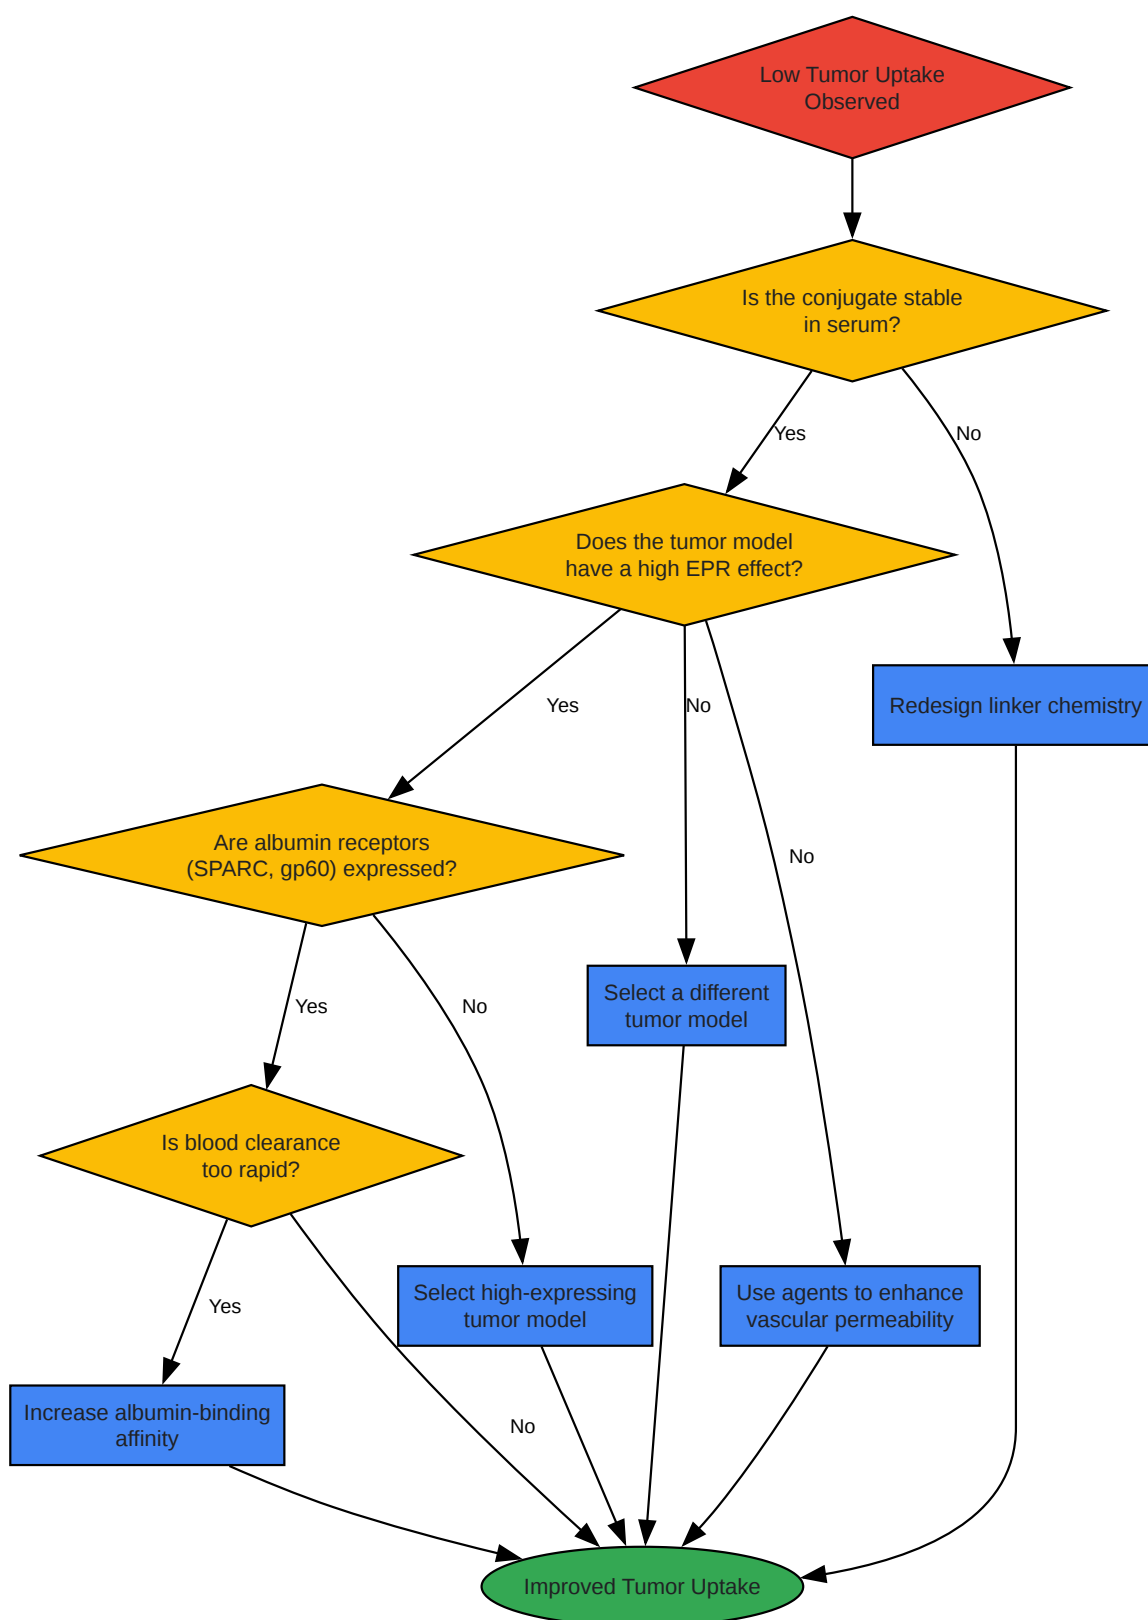 Low Tumor Uptake
Observed
Is the conjugate stable
in serum?
Yes
No
Does the tumor model
have a high EPR effect?
Yes
No
No
Redesign linker chemistry
Are albumin receptors
(SPARC, gp60) expressed?
Yes
No
Select a different
tumor model
Is blood clearance
too rapid?
Yes
No
Select high-expressing
tumor model
Use agents to enhance
vascular permeability
Increase albumin-binding
affinity
Improved Tumor Uptake